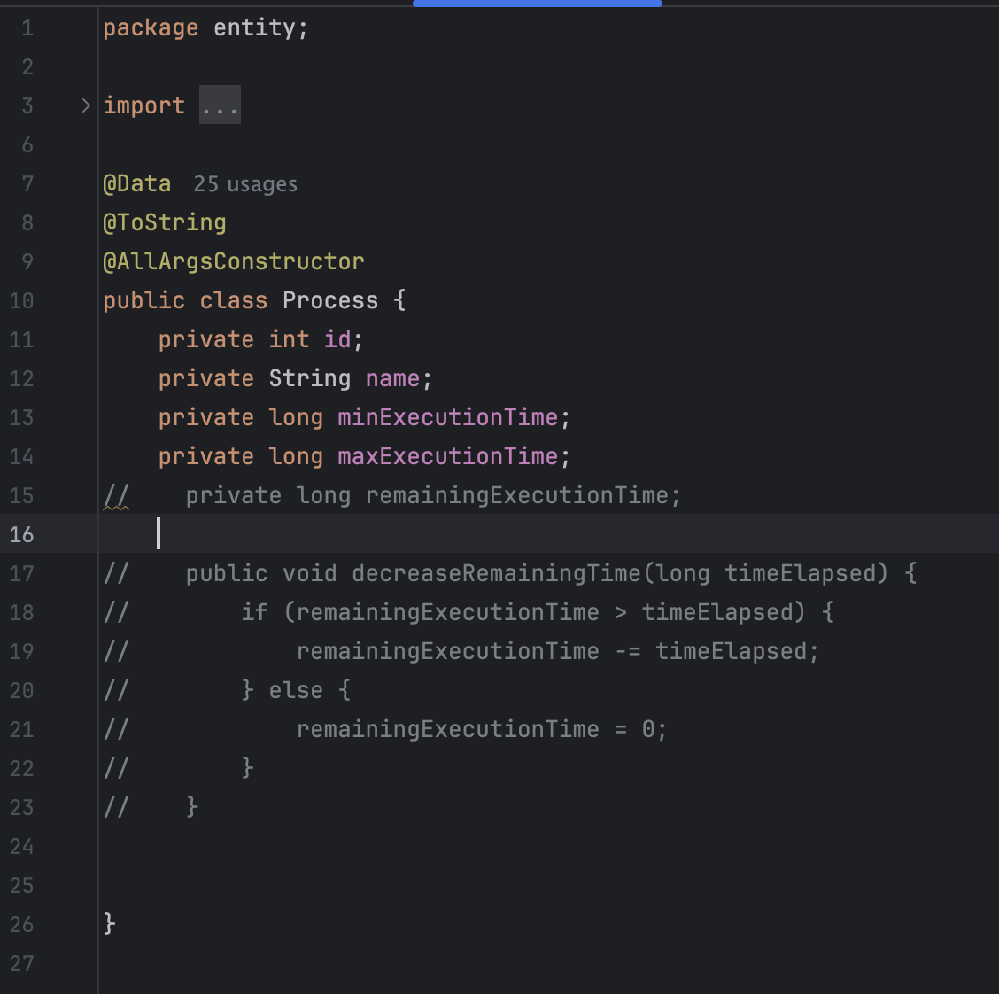 1 package entity;
2
3 import ...
6
7 @Data 25 usages
8 @ToString
9 @AllArgsConstructor
10 public class Process {
11     private int id;
12     private String name;
13     private long minExecutionTime;
14     private long maxExecutionTime;
15 //    private long remainingExecutionTime;
16
17 //    public void decreaseRemainingTime(long timeElapsed) {
18 //        if (remainingExecutionTime > timeElapsed) {
19 //            remainingExecutionTime -= timeElapsed;
20 //        } else {
21 //            remainingExecutionTime = 0;
22 //        }
23 //    }
24
25
26 }
27